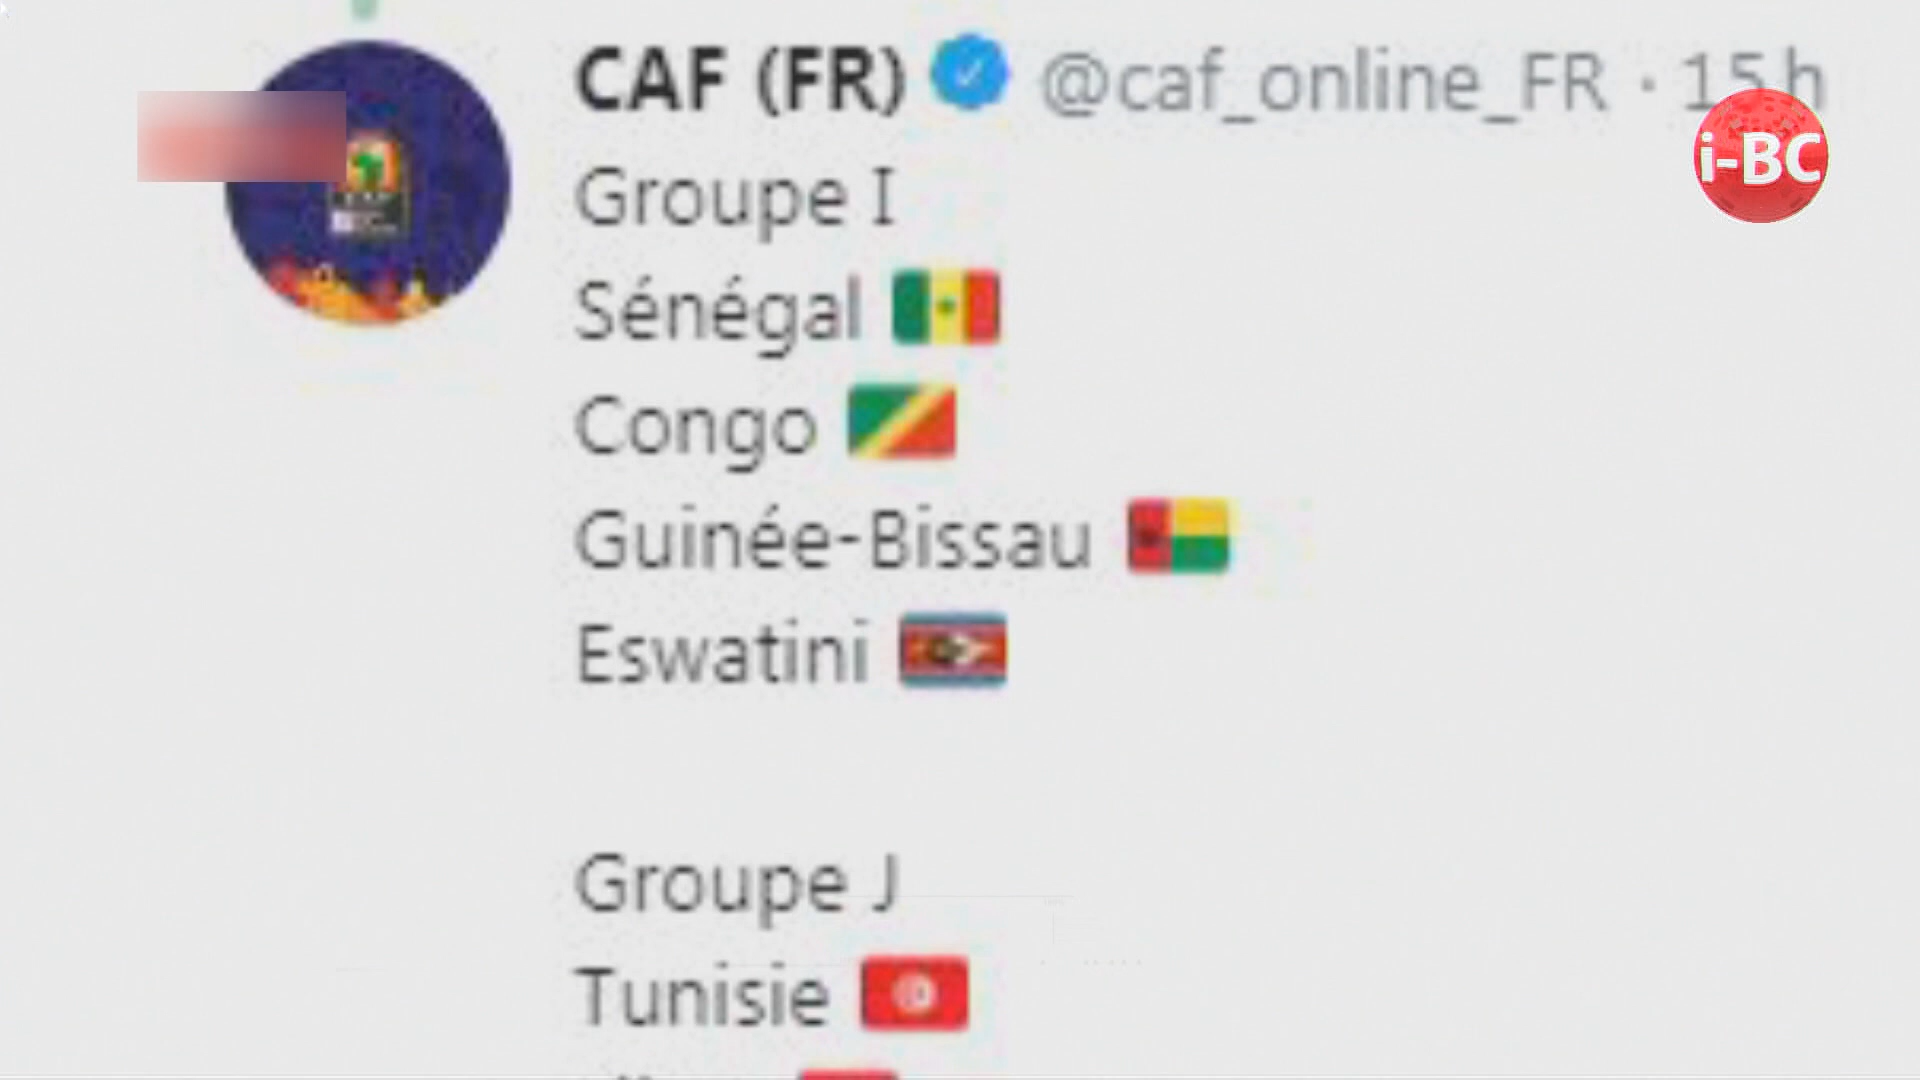 CAF (FR) @caf_online_FR · 15 h
i-BC
Groupe I
Sénégal
Congo
Guinée-Bissau
Eswatini
Groupe J
Tunisie